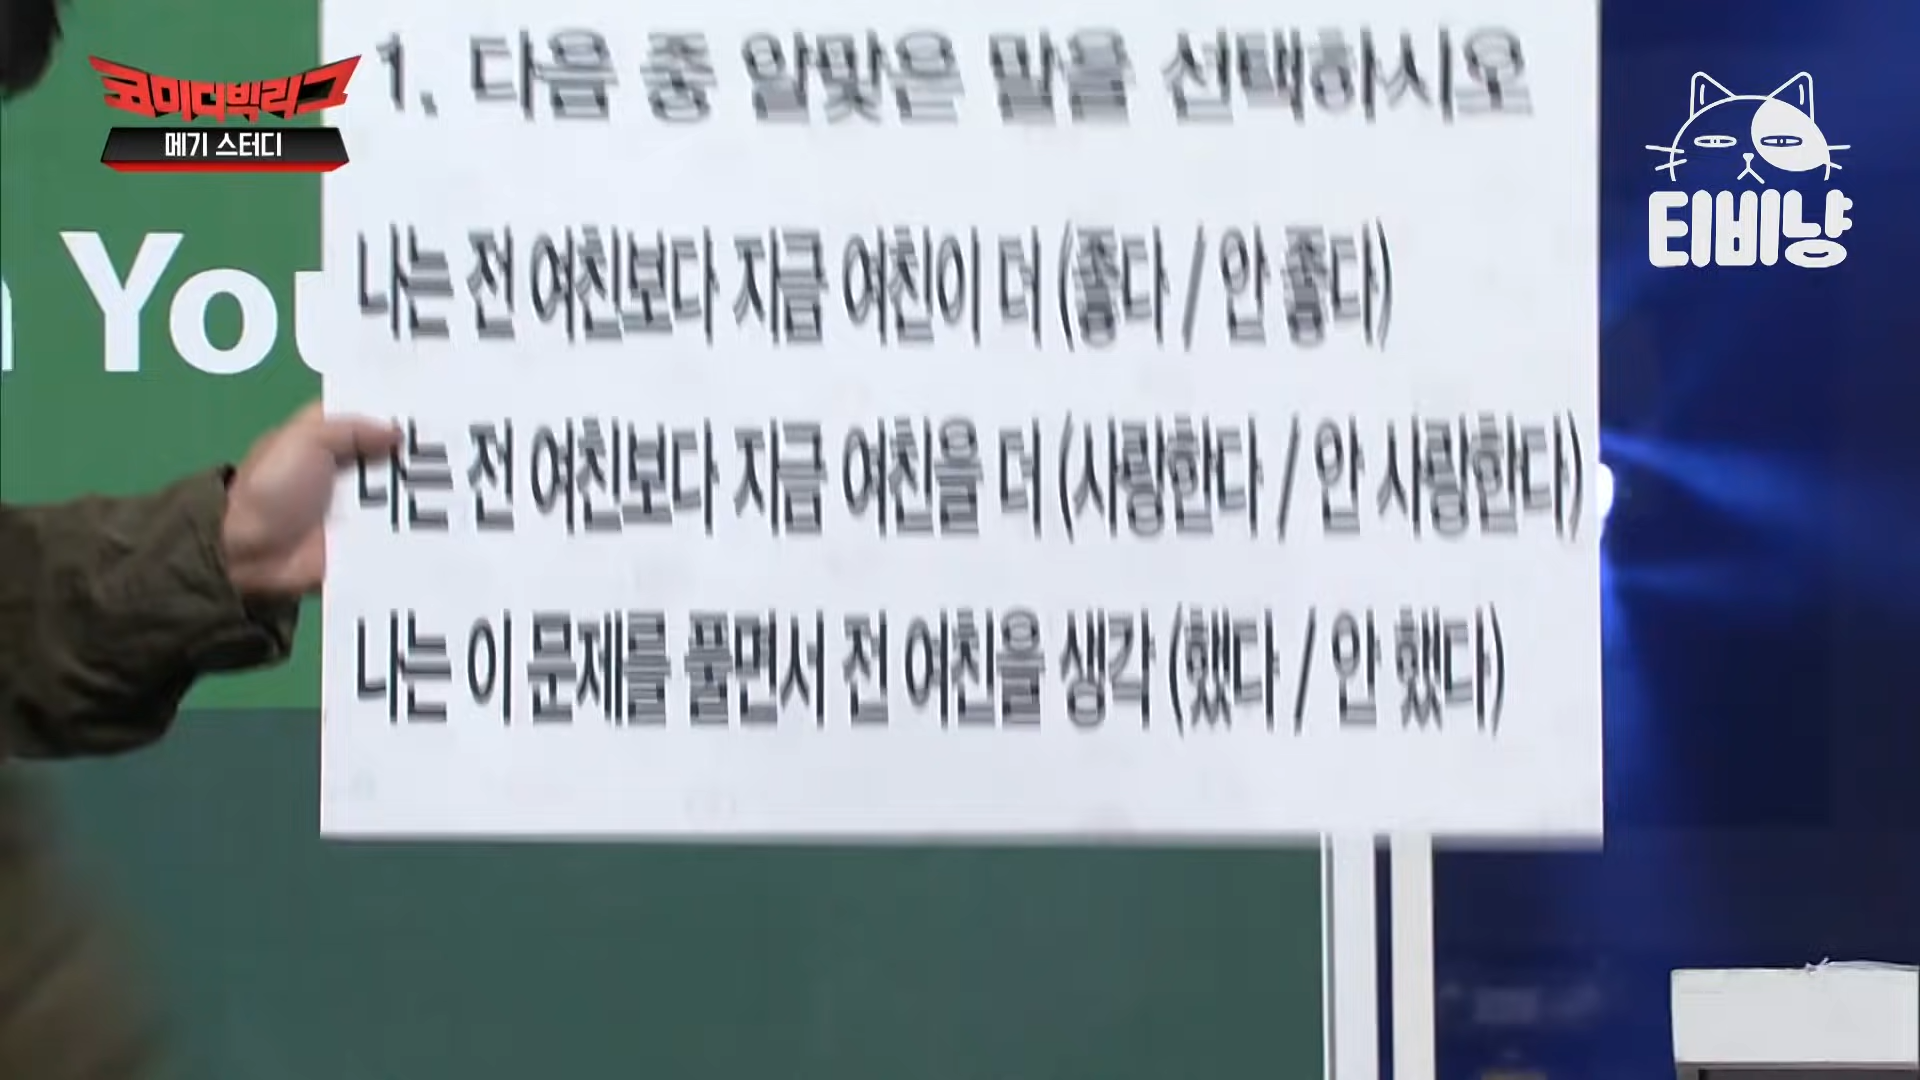 코미디빅리그
메기 스터디
티비냥
You
1. 다음 중 알맞은 말을 선택하시오
나는 전 여친보다 지금 여친이 더 (좋다 / 안 좋다)
나는 전 여친보다 지금 여친을 더 (사랑한다 / 안 사랑한다)
나는 이 문제를 풀면서 전 여친을 생각 (했다 / 안 했다)